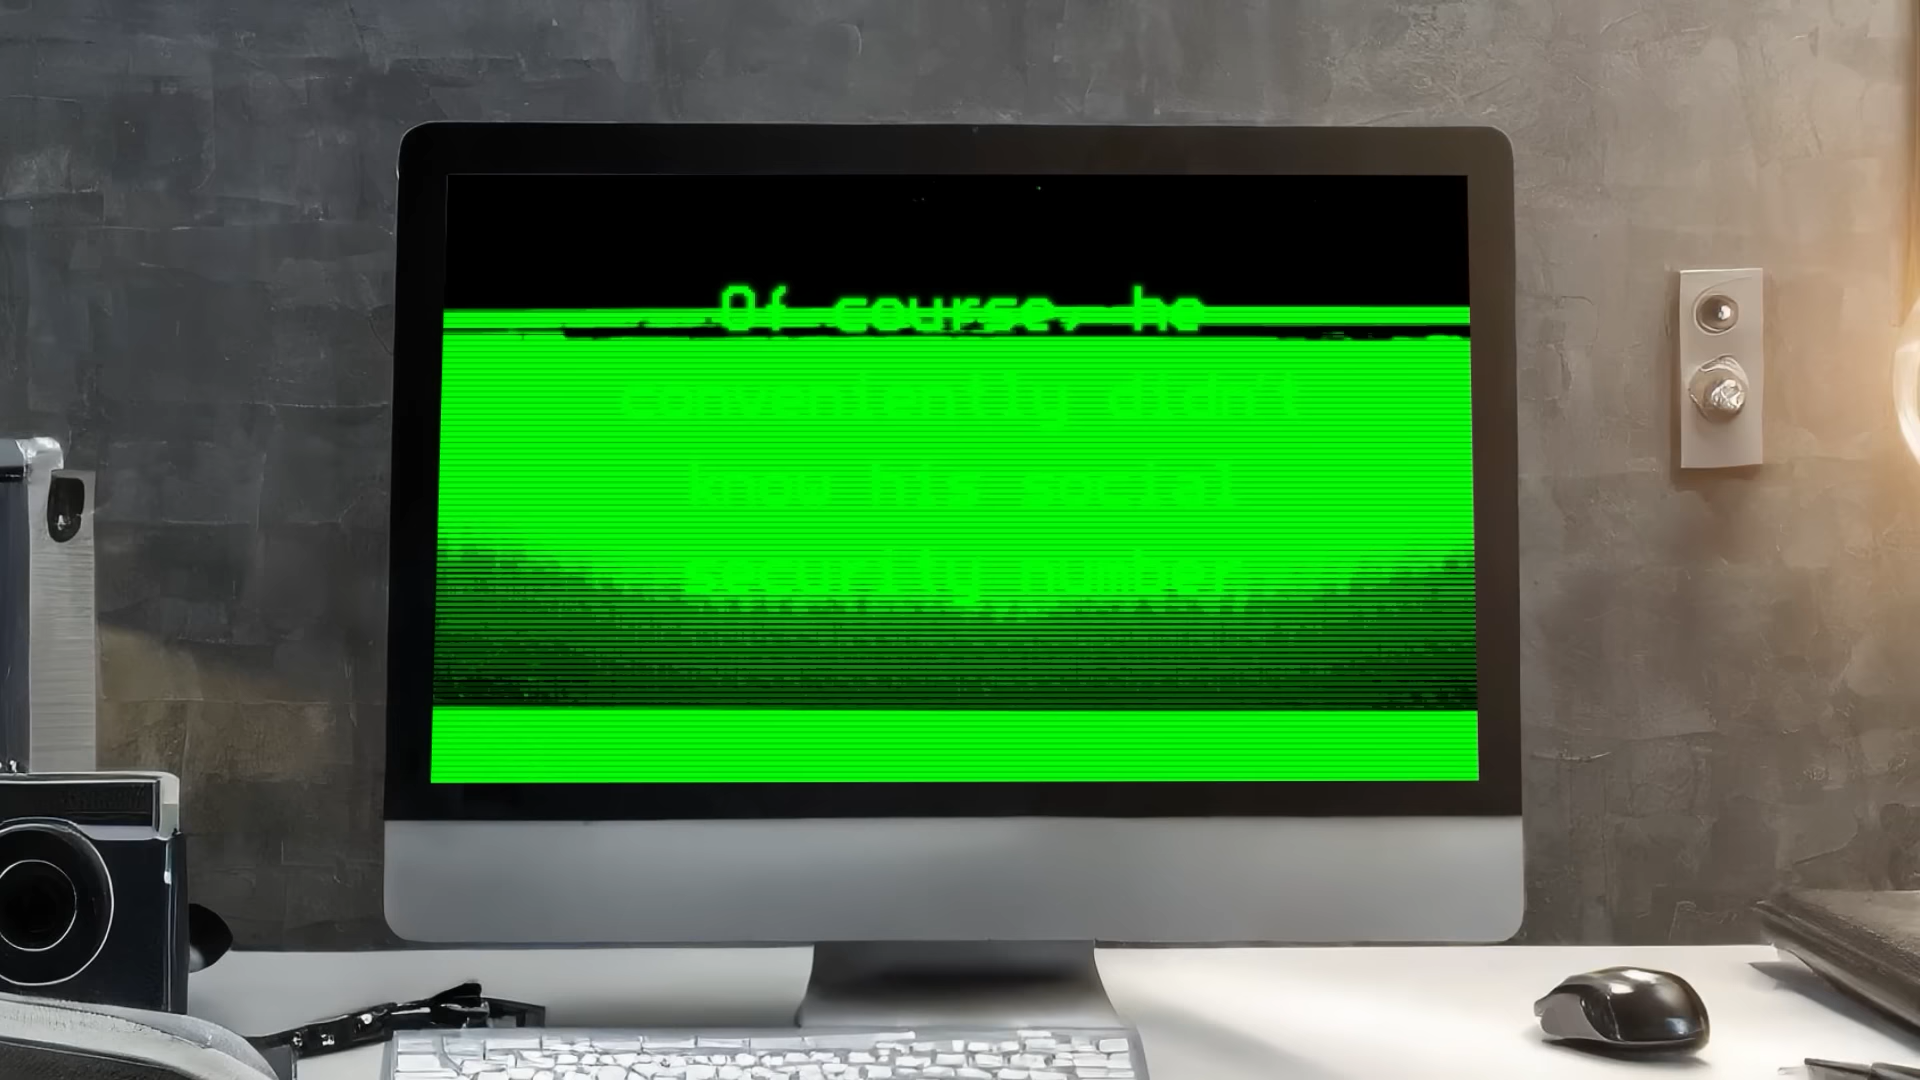 Of course, he
conveniently didn't
know his social
security number,